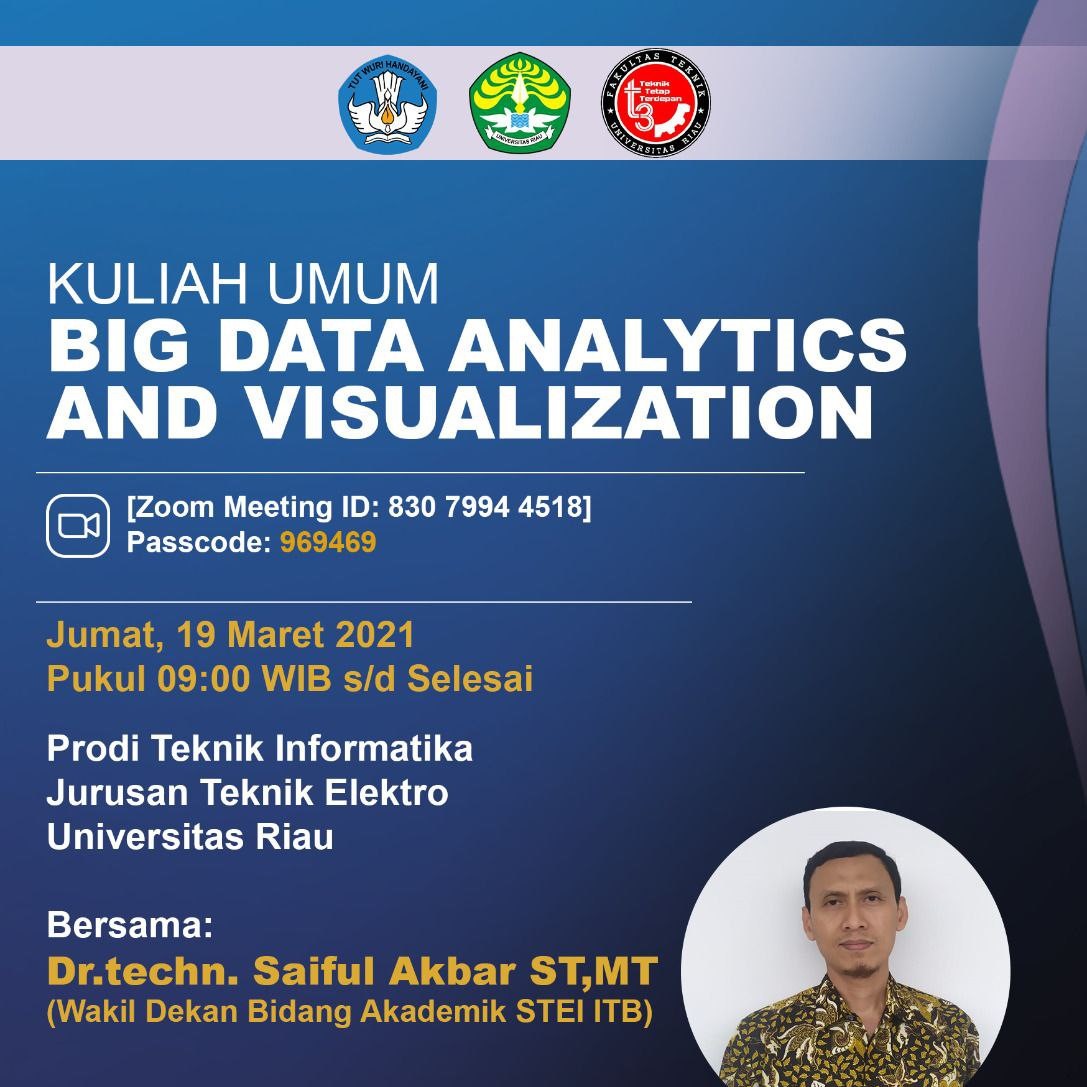 TUT WURI HANDAYANI
UNIVERSITAS RIAU
FAKULTAS TEKNIK
Teknik
Tetap
Terdepan
t3
UNIVERSITAS RIAU
KULIAH UMUM
BIG DATA ANALYTICS
AND VISUALIZATION
[Zoom Meeting ID: 830 7994 4518]
Passcode: 969469
Jumat, 19 Maret 2021
Pukul 09:00 WIB s/d Selesai
Prodi Teknik Informatika
Jurusan Teknik Elektro
Universitas Riau
Bersama:
Dr.techn. Saiful Akbar ST,MT
(Wakil Dekan Bidang Akademik STEI ITB)